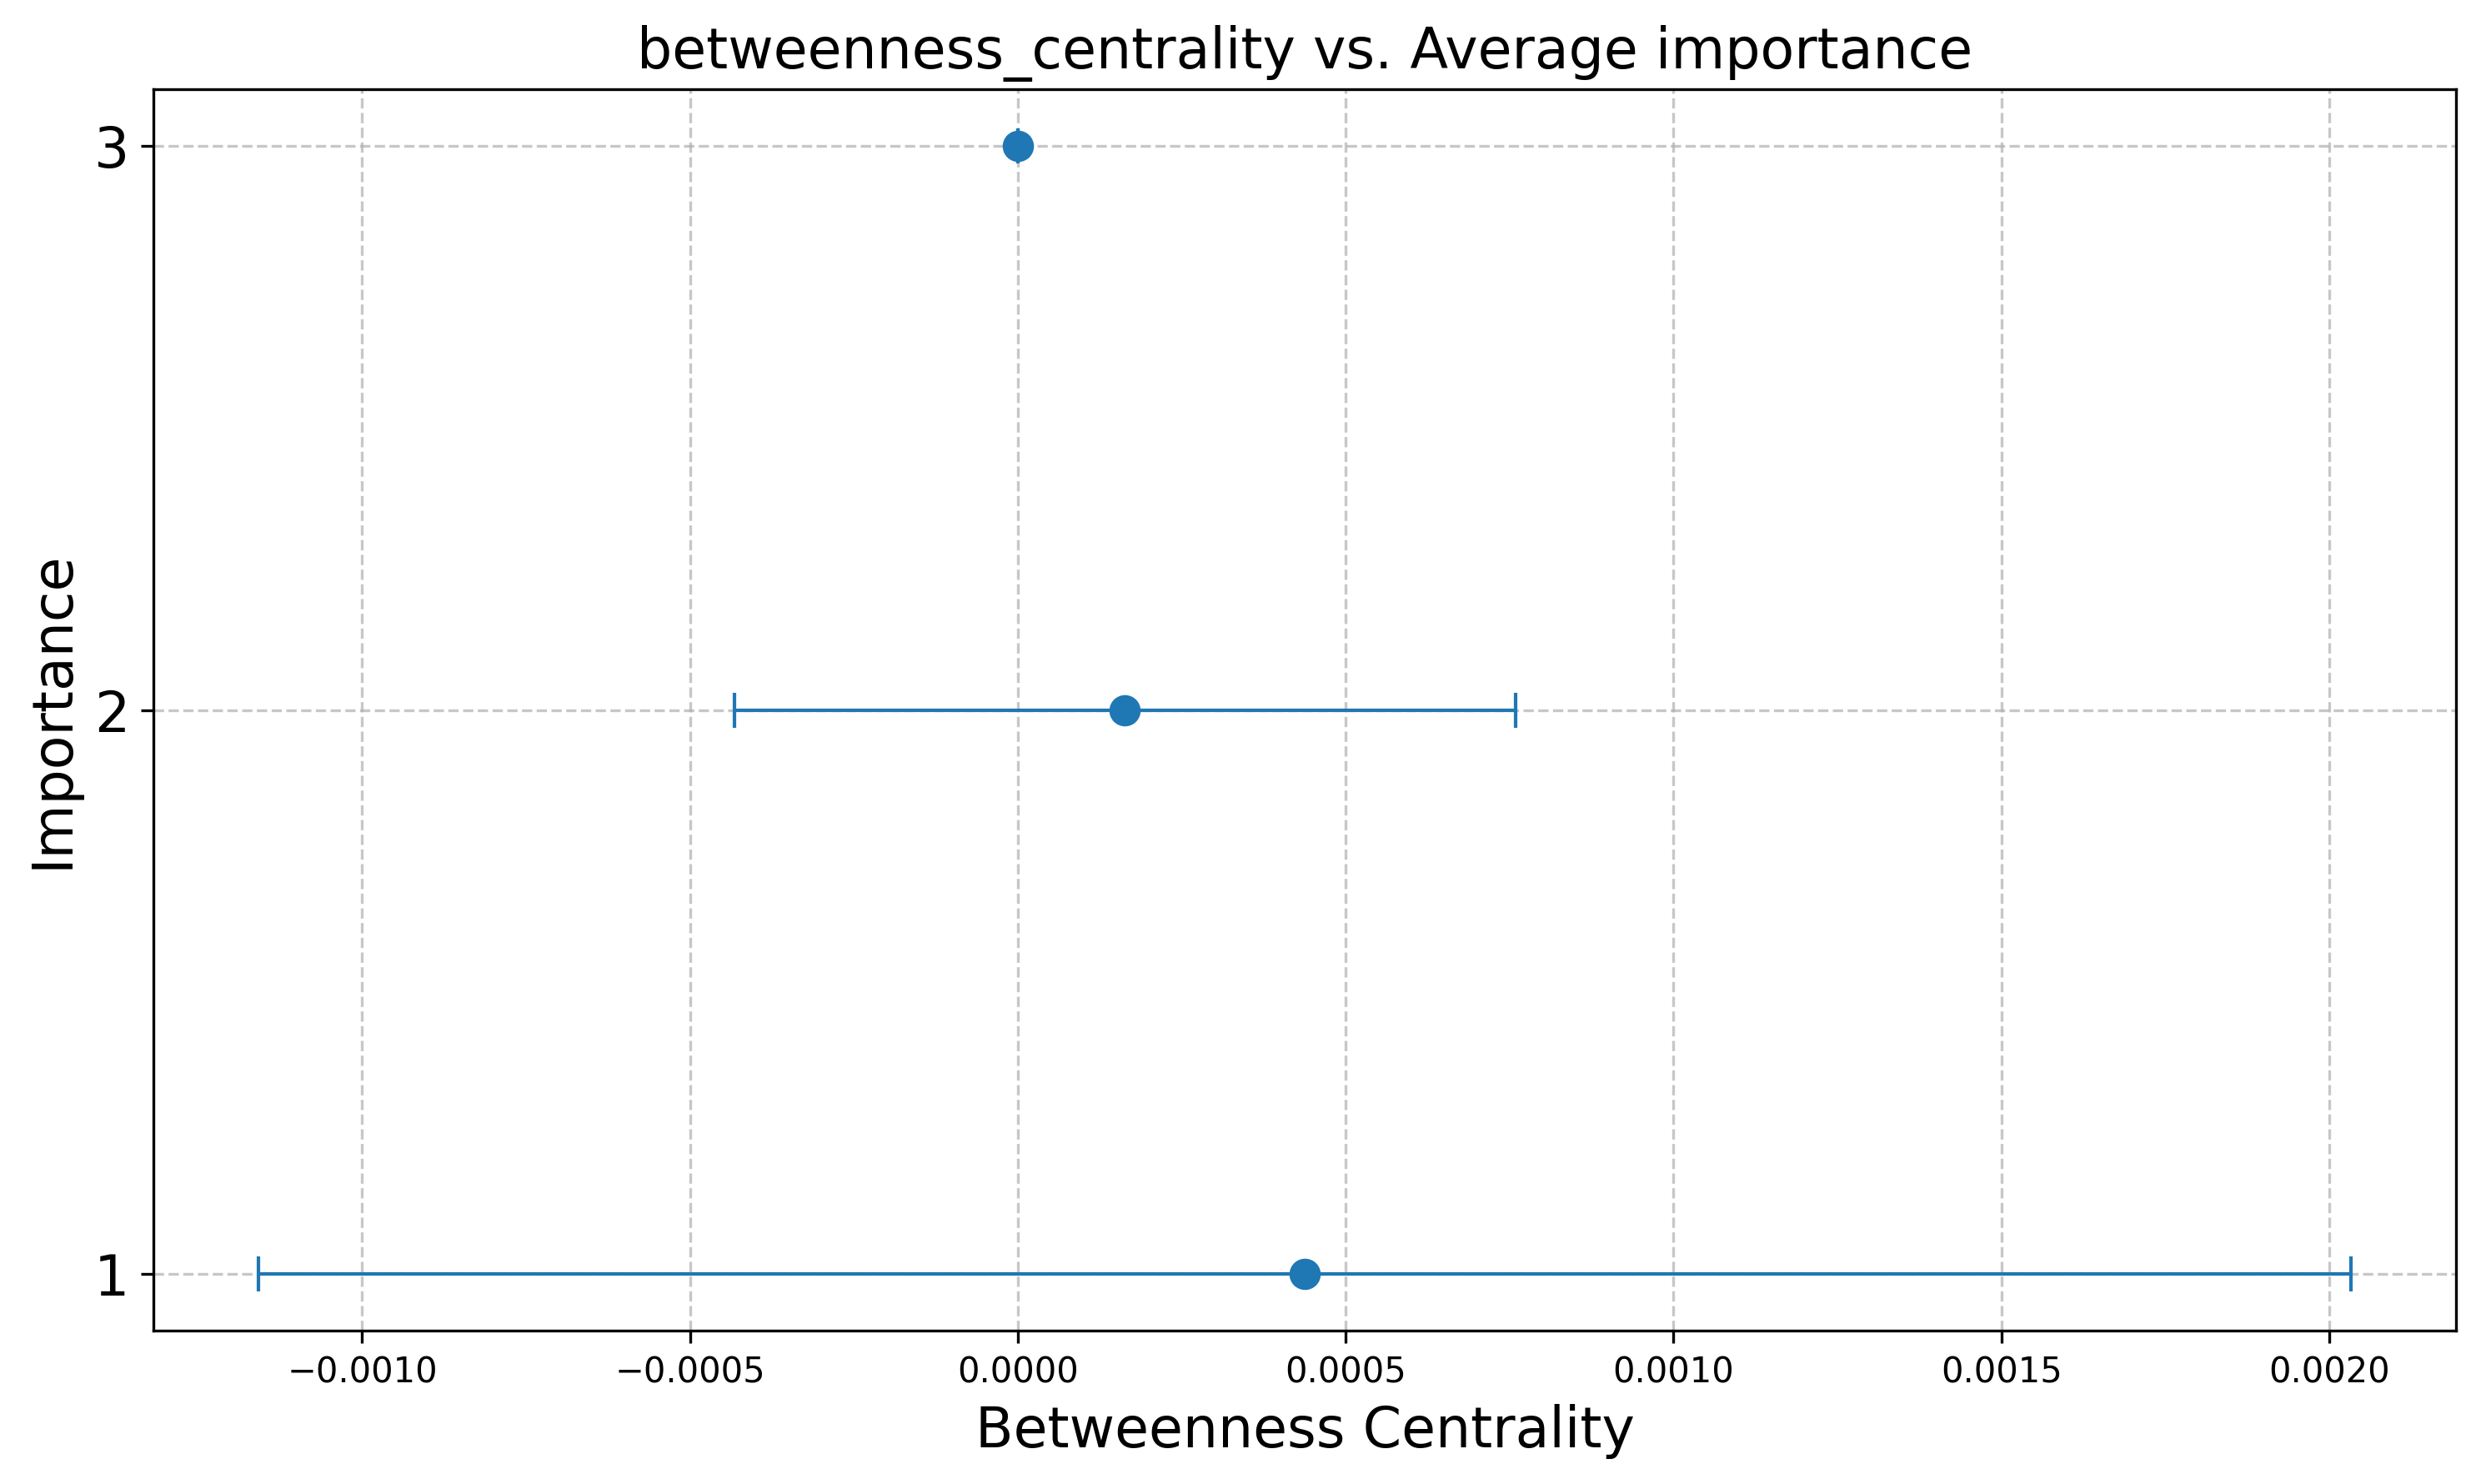 betweenness_centrality vs. Average importance
3
2
1
Importance
−0.0010 −0.0005 0.0000 0.0005 0.0010 0.0015 0.0020
Betweenness Centrality